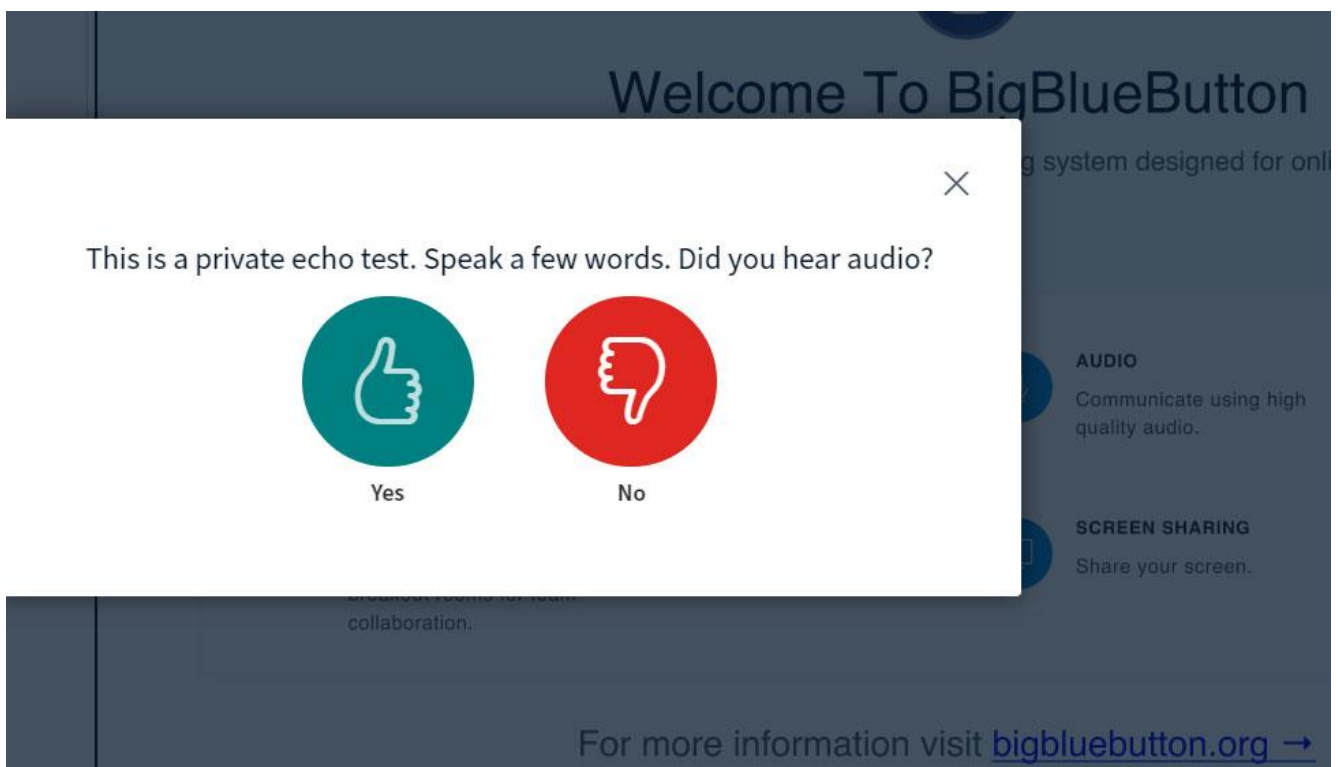 Welcome To BigBlueButton
g system designed for onli
This is a private echo test. Speak a few words. Did you hear audio?
Yes
No
AUDIO
Communicate using high
quality audio.
SCREEN SHARING
Share your screen.
collaboration.
For more information visit bigbluebutton.org →